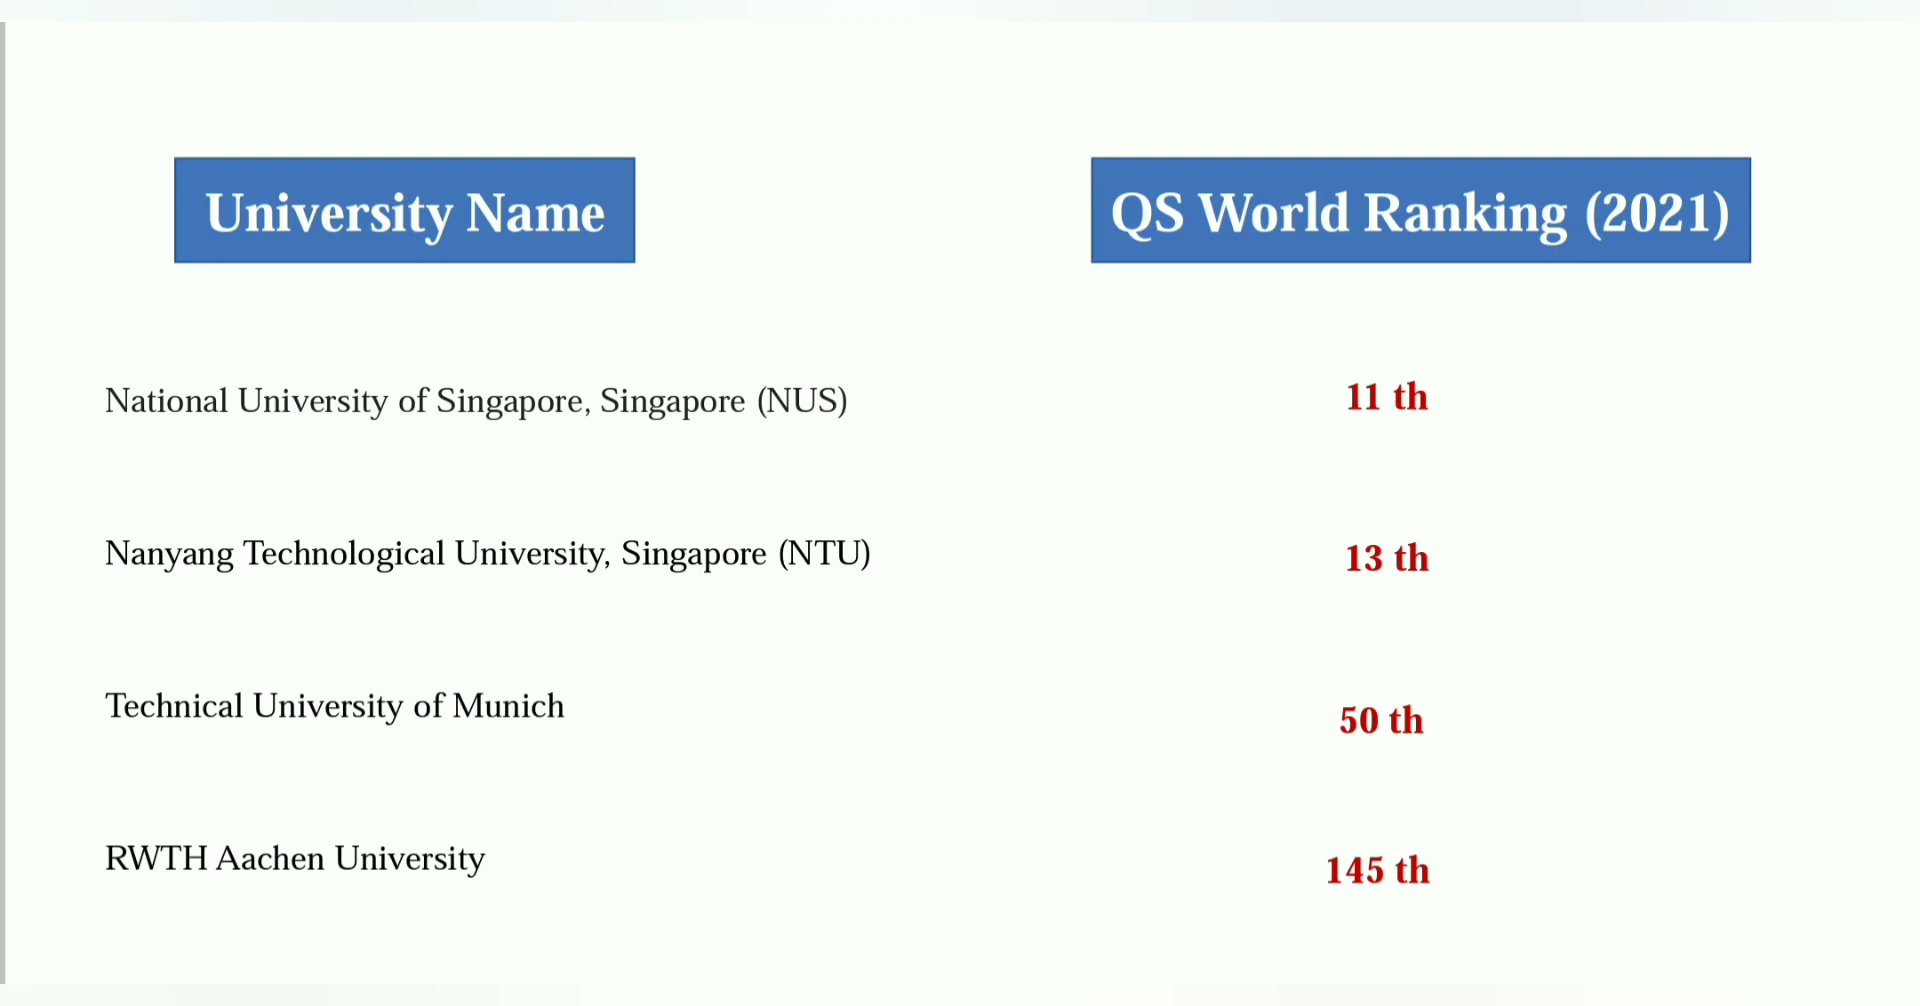 University Name
QS World Ranking (2021)
National University of Singapore, Singapore (NUS)
11 th
Nanyang Technological University, Singapore (NTU)
13 th
Technical University of Munich
50 th
RWTH Aachen University
145 th